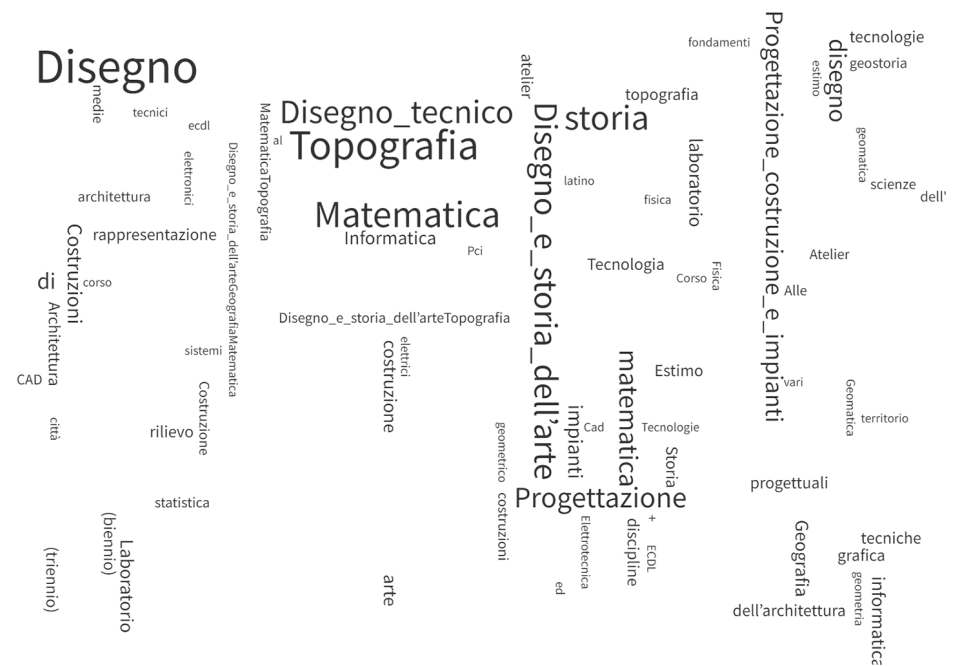 Disegno
medie
tecnici
ecdl
elettronici
architettura
Costruzioni
rappresentazione
di
corso
Architettura
CAD
città
sistemi
Costruzione
rilievo
statistica
(biennio)
Laboratorio
(triennio)
MatematicaTopografia
al
Disegno_e_storia_dell'arteGeografiaMatematica
Disegno_tecnico
Topografia
Matematica
Informatica
Pci
Disegno_e_storia_dell'arteTopografia
costruzione
elettrici
arte
atelier
Disegno_e_storia_dell'arte
storia
topografia
fondamenti
latino
fisica
laboratorio
Tecnologia
Corso
Fisica
matematica
Estimo
impianti
Cad
Tecnologie
Storia
geometrico
costruzioni
Progettazione
Elettrotecnica
ed
discipline
+
ECDL
Progettazione_costruzione_e_impianti
disegno
tecnologie
estimo
geostoria
geomatica
scienze
dell'
Atelier
Alle
vari
Geomatica
territorio
progettuali
Geografia
tecniche
grafica
dell'architettura
geometria
informatica